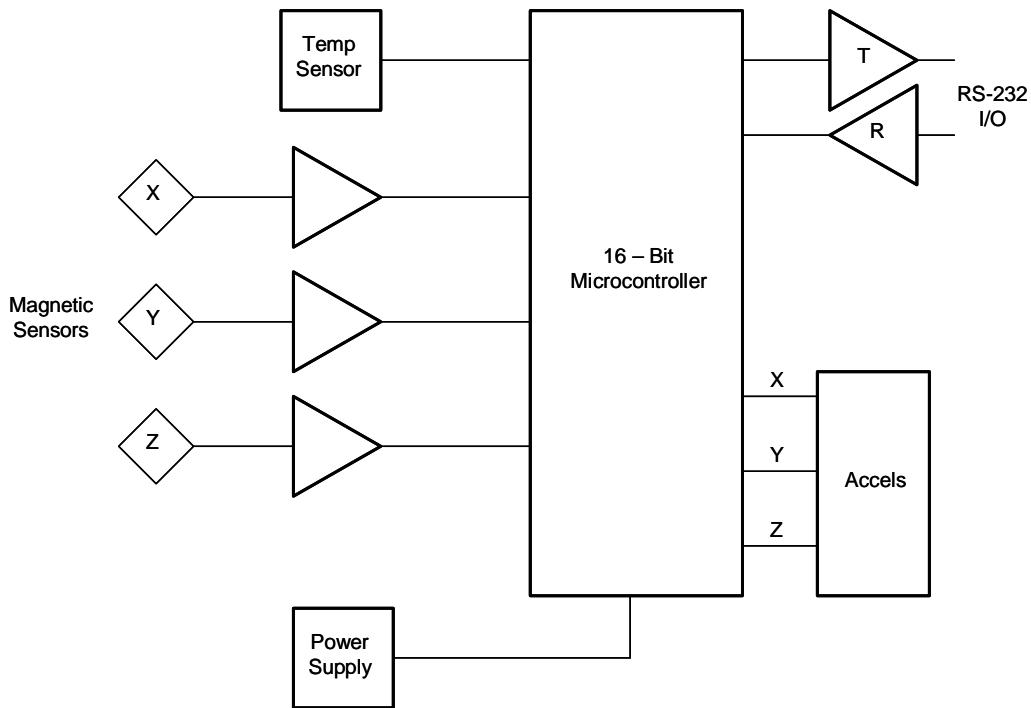 Temp
Sensor
T
RS-232
I/O
R
X
16 – Bit
Microcontroller
Magnetic
Sensors
Y
Z
X
Y
Z
Accels
Power
Supply